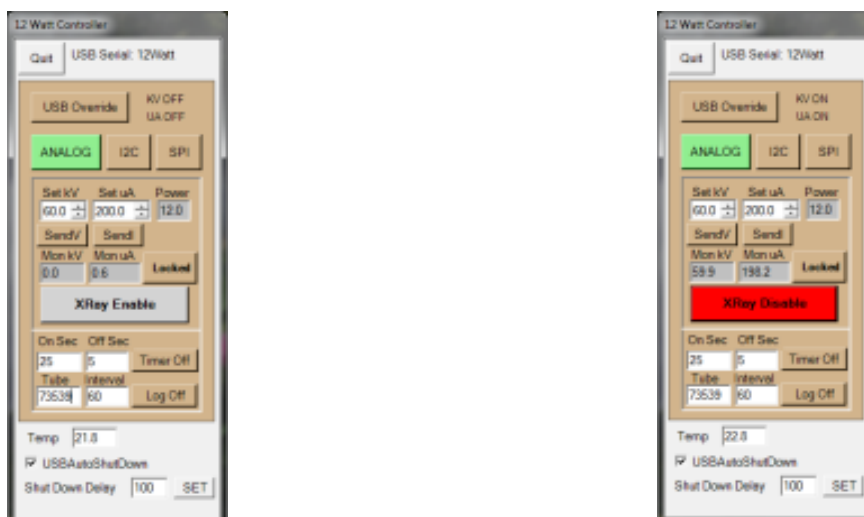 12 Watt Controller
Quit USB Serial: 12Watt
USB Override KV OFF
UA OFF
ANALOG I2C SPI
Set kV Set uA Power
60.0 200.0 12.0
SendV SendI
Mon kV Mon uA
0.0 0.6 Locked
XRay Enable
On Sec Off Sec
25 5 Timer Off
Tube Interval
73539 60 Log Off
Temp 21.8
USBAutoShutDown
Shut Down Delay 100 SET
12 Watt Controller
Quit USB Serial: 12Watt
USB Override KV ON
UA ON
ANALOG I2C SPI
Set kV Set uA Power
60.0 200.0 12.0
SendV SendI
Mon kV Mon uA
59.9 198.2 Locked
XRay Disable
On Sec Off Sec
25 5 Timer Off
Tube Interval
73539 60 Log Off
Temp 22.8
USBAutoShutDown
Shut Down Delay 100 SET